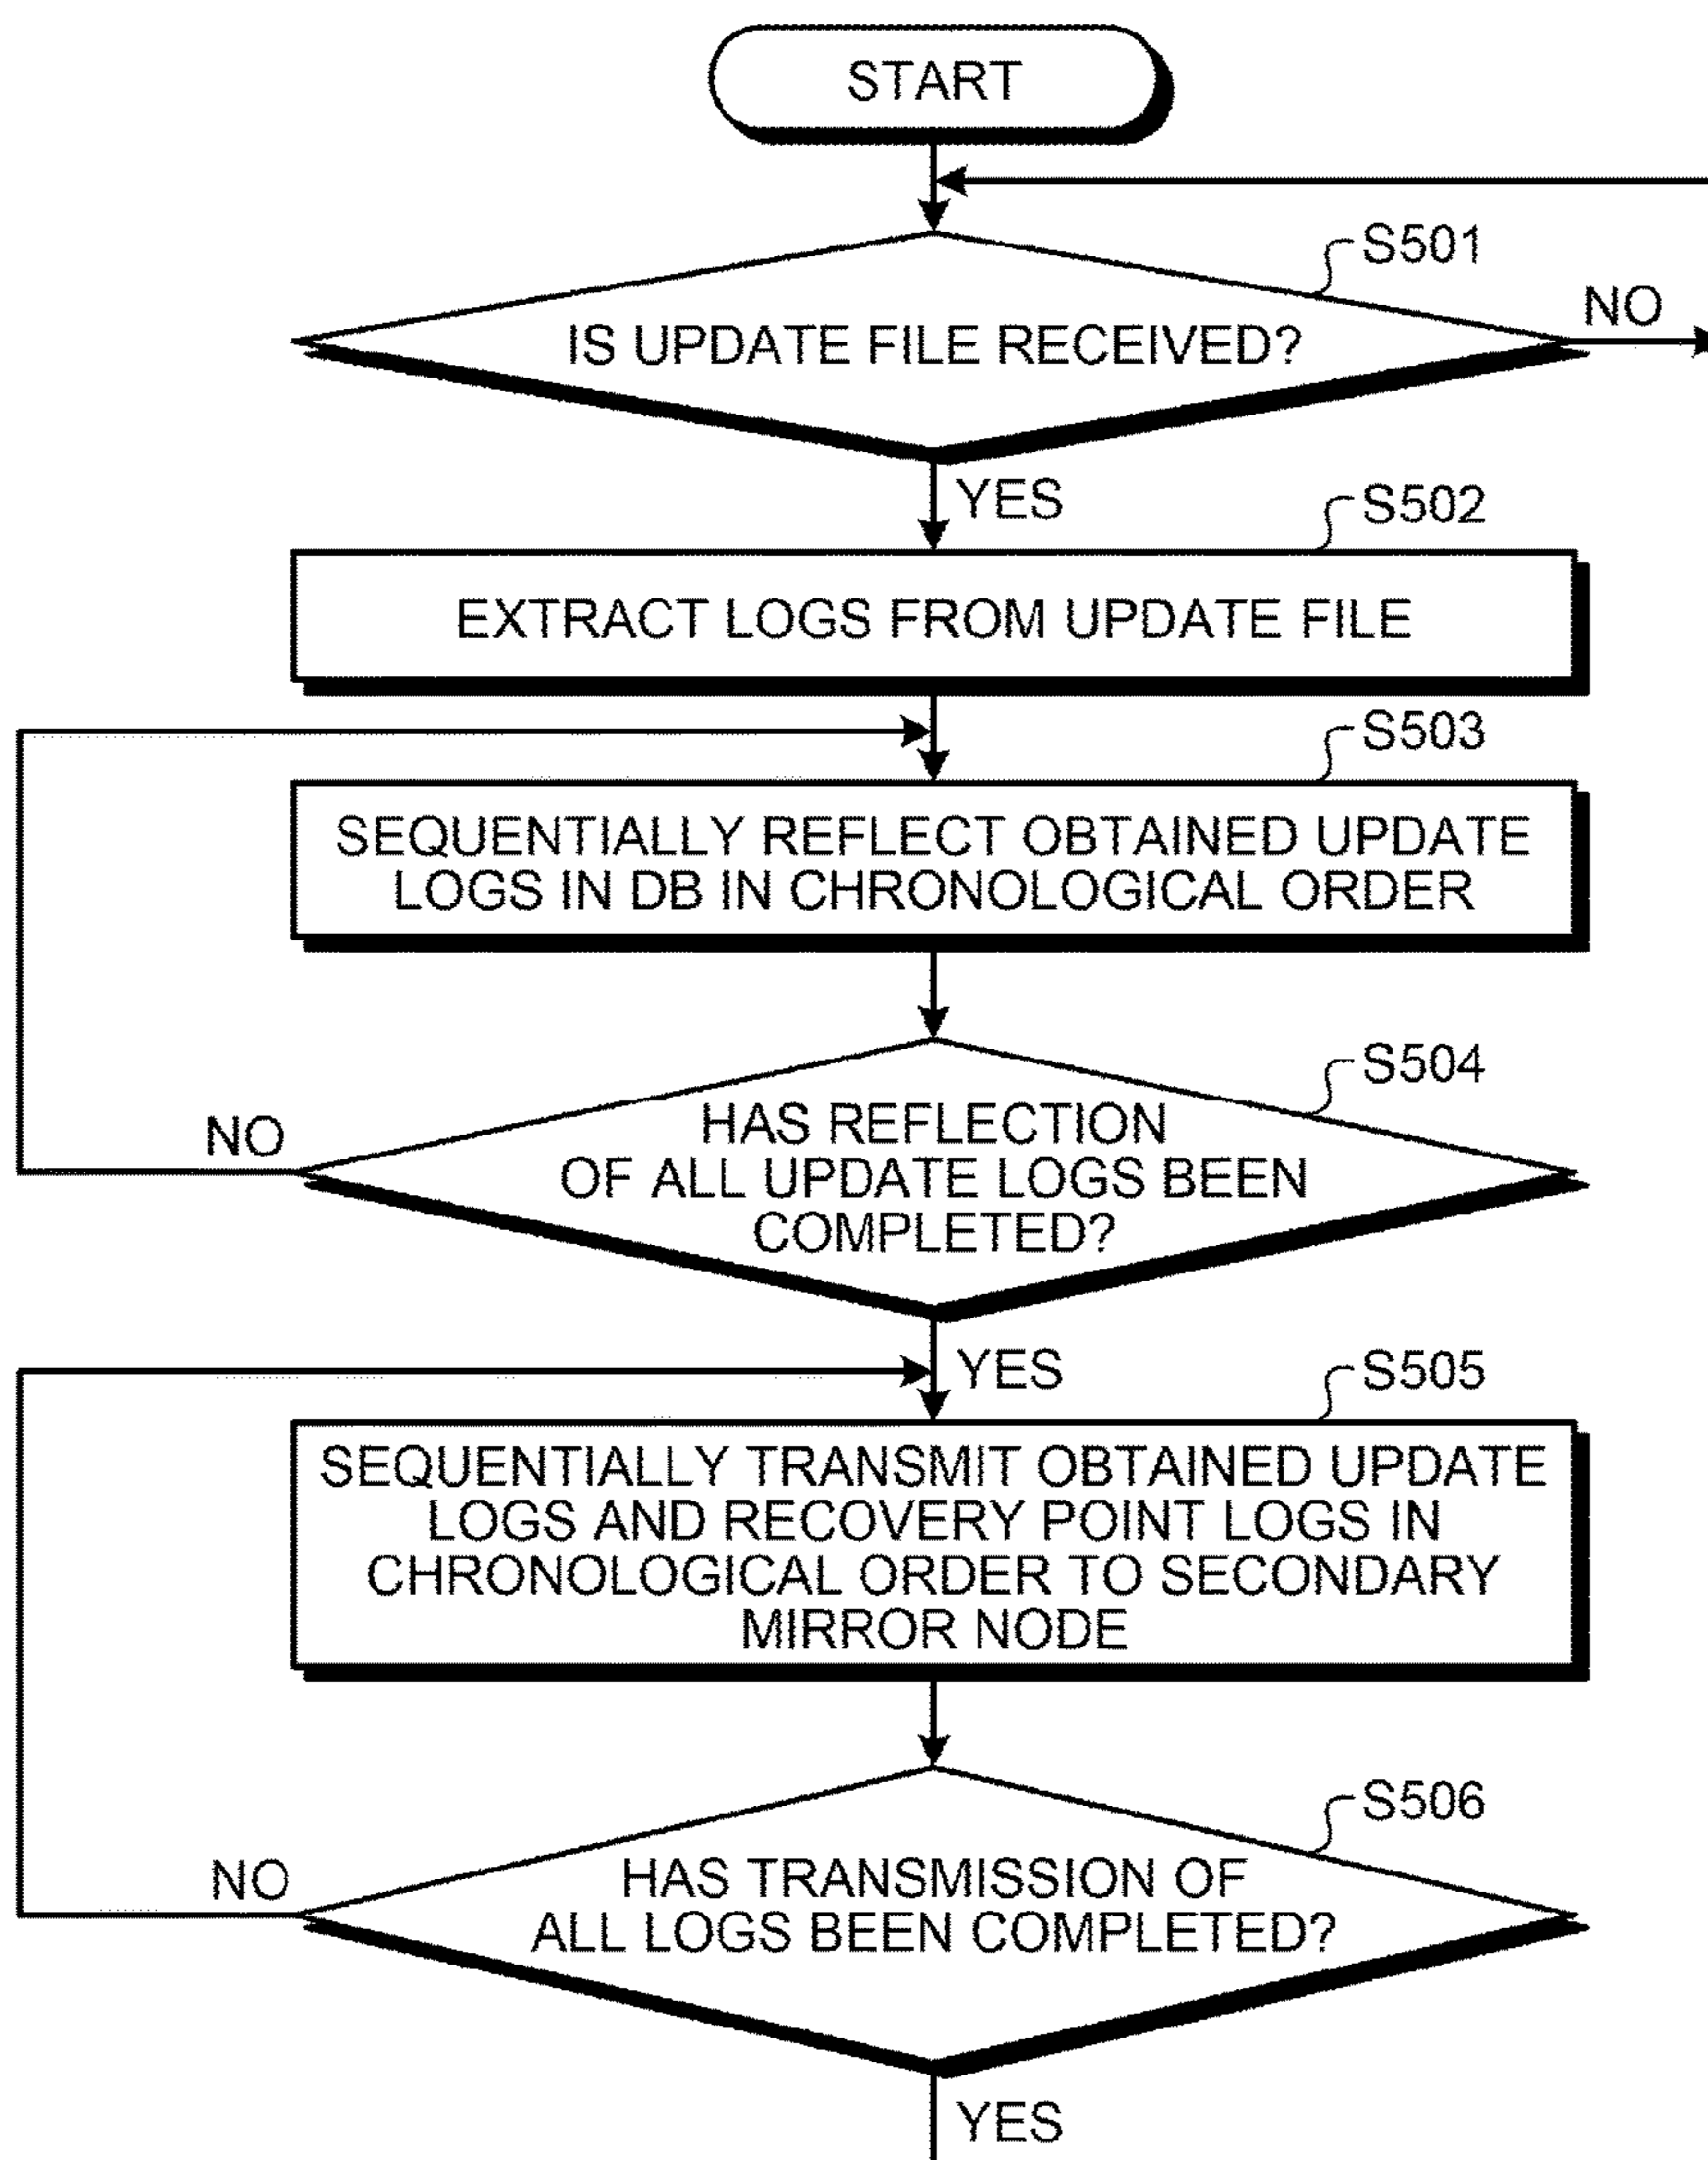 START
S501
IS UPDATE FILE RECEIVED?
NO
YES
S502
EXTRACT LOGS FROM UPDATE FILE
S503
SEQUENTIALLY REFLECT OBTAINED UPDATE
LOGS IN DB IN CHRONOLOGICAL ORDER
S504
NO
HAS REFLECTION
OF ALL UPDATE LOGS BEEN
COMPLETED?
YES
S505
SEQUENTIALLY TRANSMIT OBTAINED UPDATE
LOGS AND RECOVERY POINT LOGS IN
CHRONOLOGICAL ORDER TO SECONDARY
MIRROR NODE
S506
NO
HAS TRANSMISSION OF
ALL LOGS BEEN COMPLETED?
YES